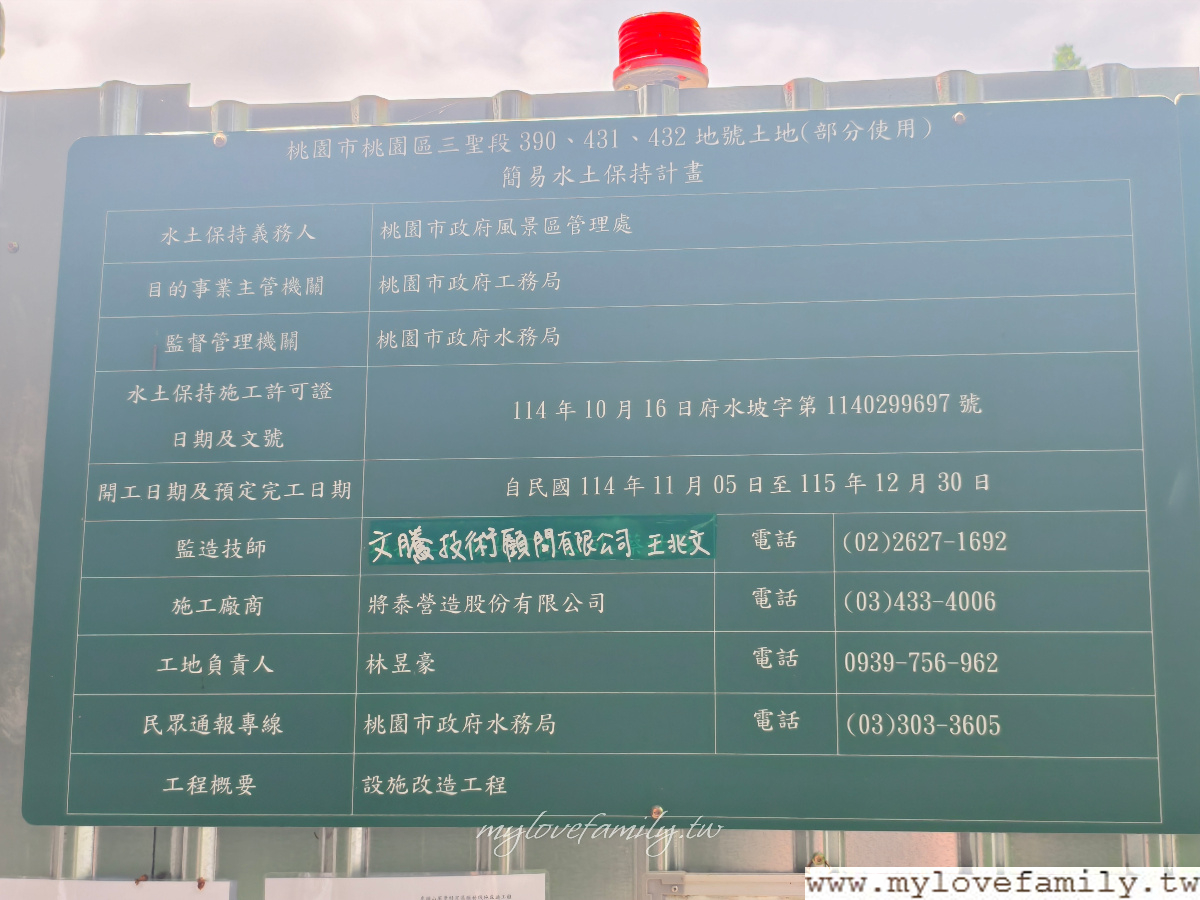 桃園市桃園區三聖段390、431、432地號土地(部分使用)
簡易水土保持計畫
水土保持義務人 桃園市政府風景區管理處
目的事業主管機關 桃園市政府工務局
監督管理機關 桃園市政府水務局
水土保持施工許可證
日期及文號 114年10月16日府水坡字第1140299697號
開工日期及預定完工日期 自民國114年11月05日至115年12月30日
監造技師 文騰技術顧問有限公司 王兆文 電話 (02)2627-1692
施工廠商 將泰營造股份有限公司 電話 (03)433-4006
工地負責人 林昱豪 電話 0939-756-962
民眾通報專線 桃園市政府水務局 電話 (03)303-3605
工程概要 設施改造工程
mylovefamily.tw
www.mylovefamily.tw